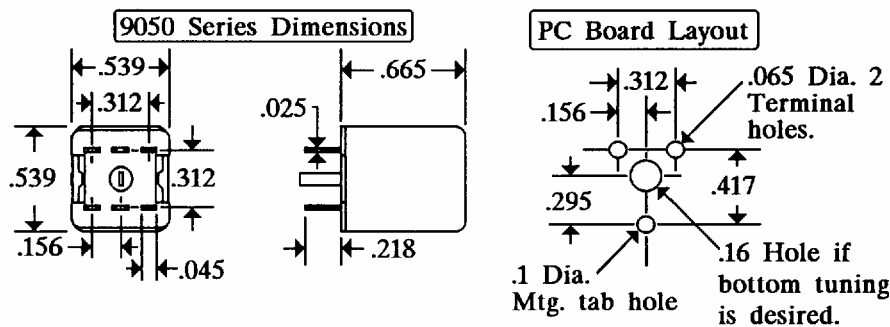 9050 Series Dimensions
PC Board Layout
.539
.312
.539
.312
.156
.045
.665
.025
.218
.312
.156
.065 Dia. 2
Terminal
holes.
.295
.417
.1 Dia.
Mtg. tab hole
.16 Hole if
bottom tuning
is desired.